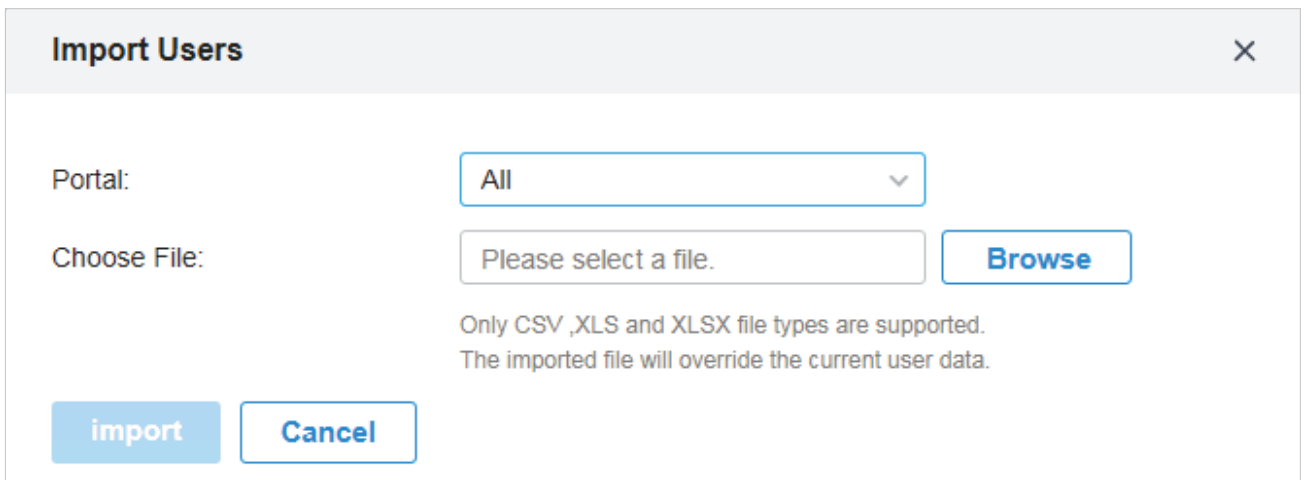 Import Users
Portal:
All
Choose File:
Please select a file.
Browse
Only CSV ,XLS and XLSX file types are supported.
The imported file will override the current user data.
import
Cancel